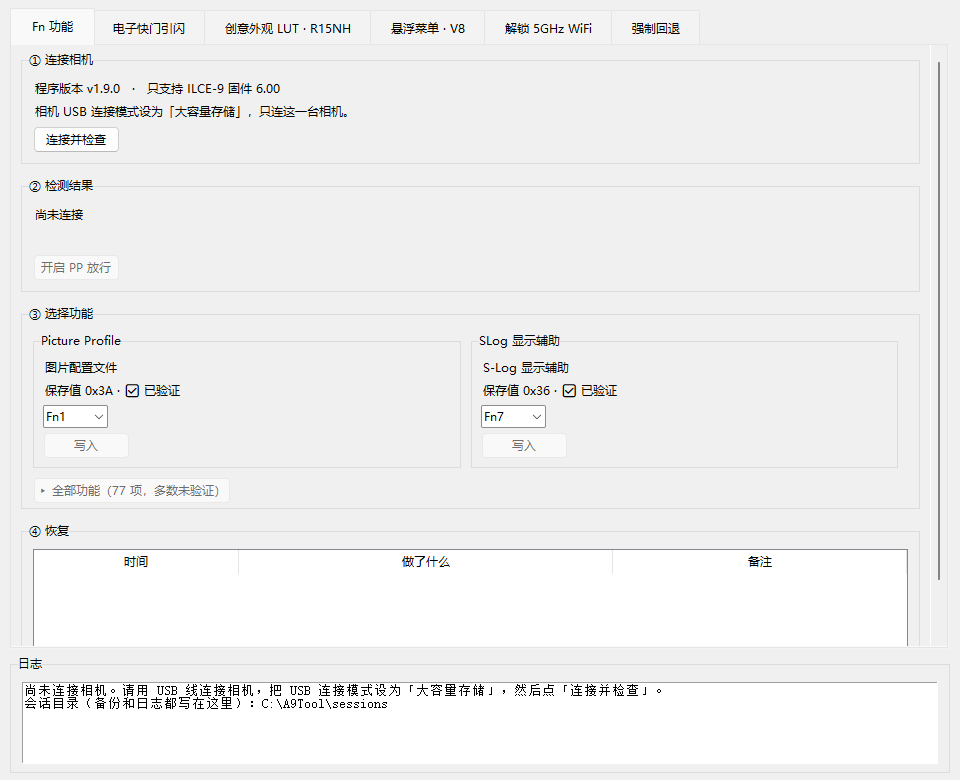 Fn 功能 电子快门引闪 创意外观 LUT · R15NH 悬浮菜单 · V8 解锁 5GHz WiFi 强制回退
① 连接相机
程序版本 v1.9.0 · 只支持 ILCE-9 固件 6.00
相机 USB 连接模式设为「大容量存储」，只连这一台相机。
连接并检查
② 检测结果
尚未连接
开启 PP 放行
③ 选择功能
Picture Profile
图片配置文件
保存值 0x3A · ☑ 已验证
Fn1
写入
SLog 显示辅助
S-Log 显示辅助
保存值 0x36 · ☑ 已验证
Fn7
写入
▸ 全部功能（77 项，多数未验证）
④ 恢复
时间 做了什么 备注
日志
尚未连接相机。请用 USB 线连接相机，把 USB 连接模式设为「大容量存储」，然后点「连接并检查」。
会话目录（备份和日志都写在这里）：C:\A9Tool\sessions